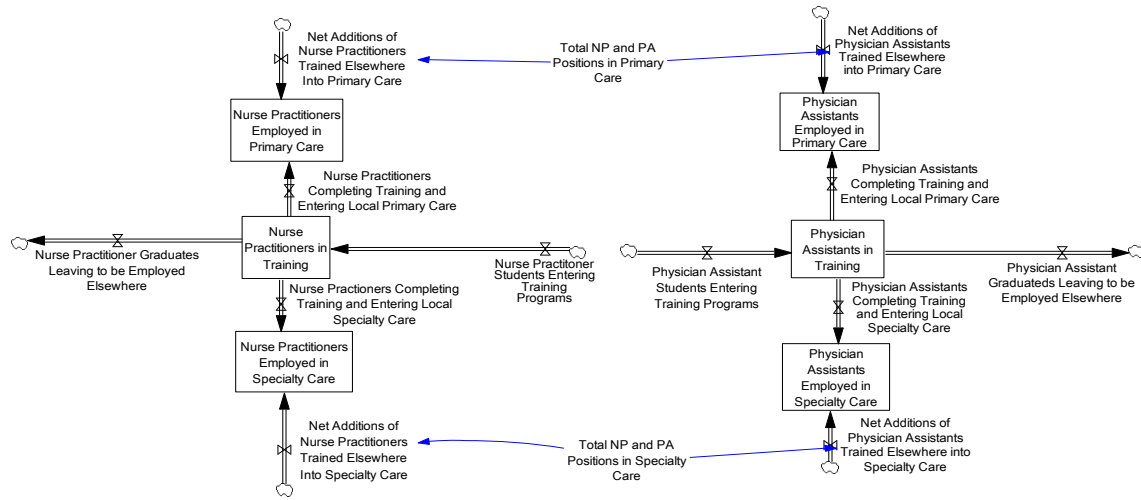 Net Additions of
Nurse Practitioners
Trained Elsewhere
Into Primary Care
Total NP and PA
Positions in Primary
Care
Net Additions of
Physician Assistants
Trained Elsewhere
into Primary Care
Nurse Practitioners
Employed in
Primary Care
Physician
Assistants
Employed in
Primary Care
Nurse Practitioners
Completing Training and
Entering Local Primary Care
Physician Assistants
Completing Training and
Entering Local Primary Care
Nurse Practitioner Graduates
Leaving to be Employed
Elsewhere
Nurse
Practitioners in
Training
Nurse Practitioner
Students Entering
Training
Programs
Physician Assistant
Students Entering
Training Programs
Physician
Assistants in
Training
Physician Assistant
Graduateds Leaving to be
Employed Elsewhere
Nurse Practioners Completing
Training and Entering Local
Specialty Care
Physician Assistants
Completing Training
and Entering Local
Specialty Care
Nurse Practitioners
Employed in
Specialty Care
Physician
Assistants
Employed in
Specialty Care
Net Additions of
Nurse Practitioners
Trained Elsewhere
Into Specialty Care
Total NP and PA
Positions in Specialty
Care
Net Additions of
Physician Assistants
Trained Elsewhere into
Specialty Care